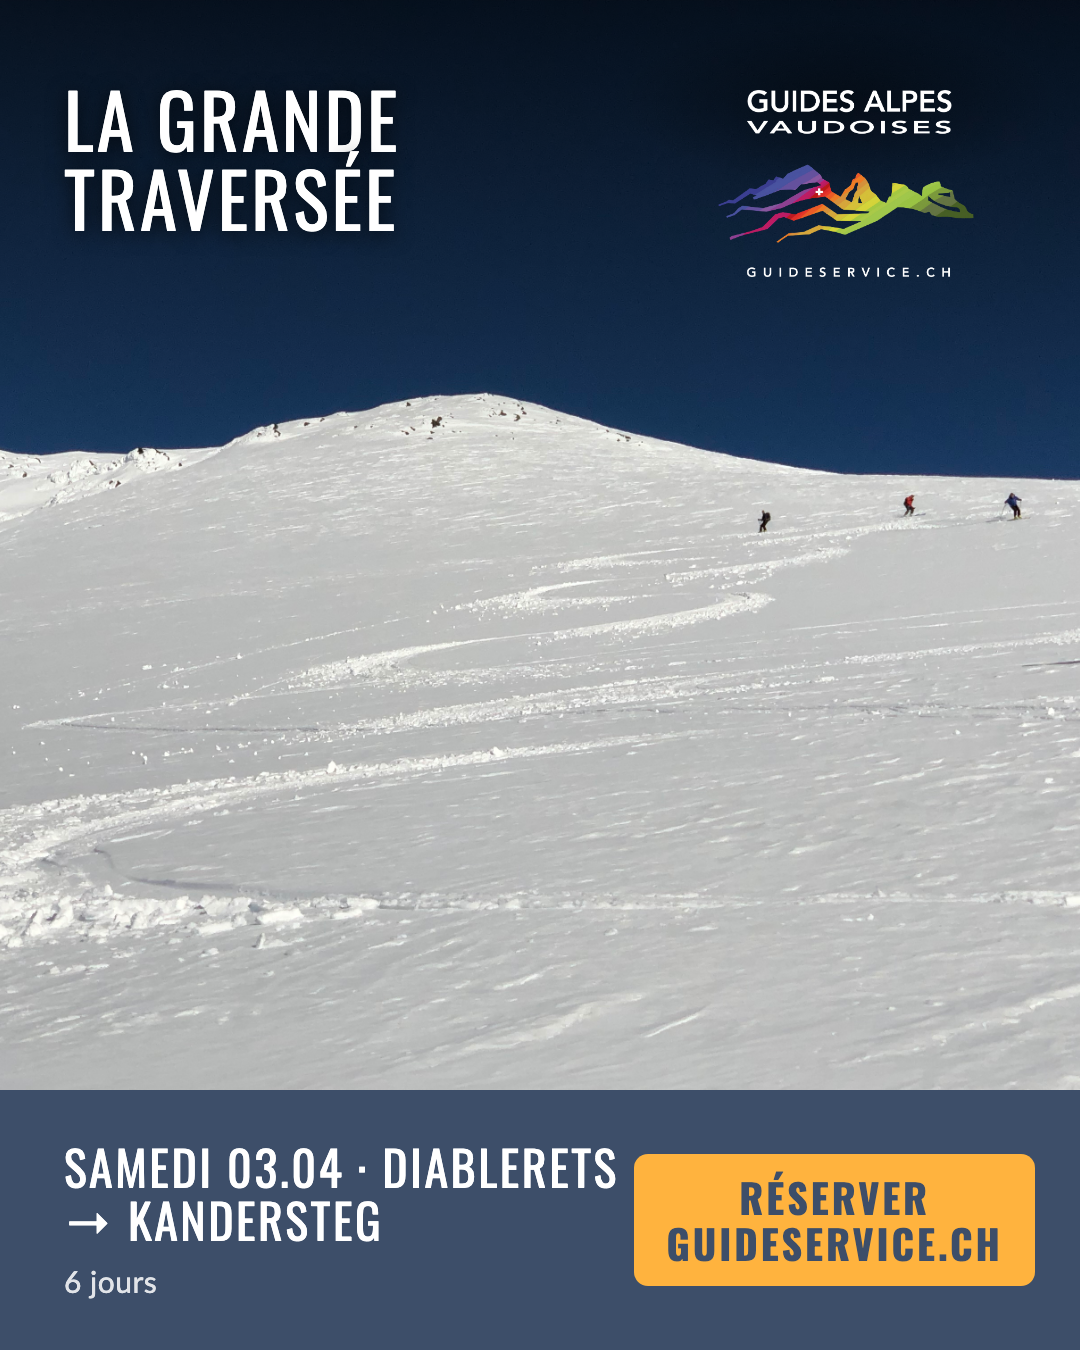 LA GRANDE
TRAVERSÉE
GUIDES ALPES
VAUDOISES
GUIDESERVICE.CH
SAMEDI 03.04 · DIABLERETS
→ KANDERSTEG
6 jours
RÉSERVER
GUIDESERVICE.CH